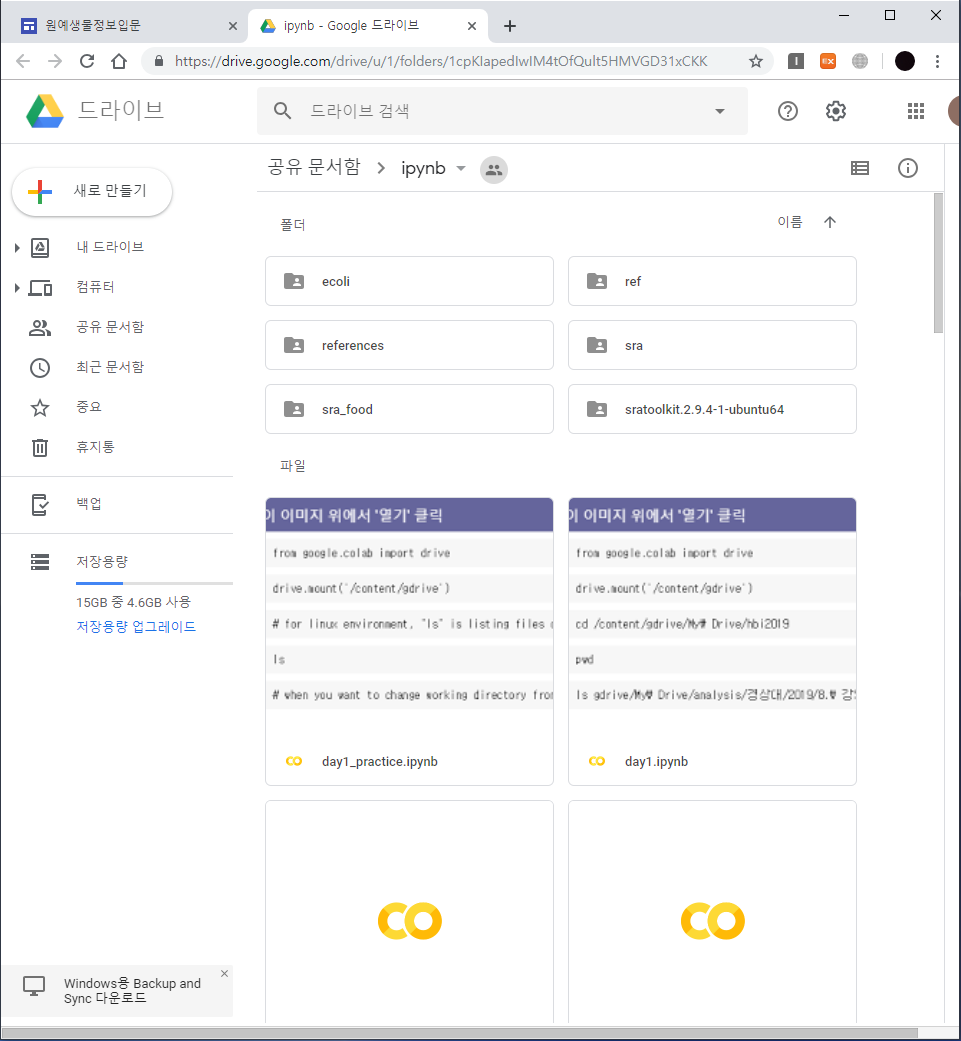 원예생물정보입문
ipynb - Google 드라이브
https://drive.google.com/drive/u/1/folders/1cpKIapedIwIM4tOfQult5HMVGD31xCKK
드라이브
드라이브 검색
새로 만들기
공유 문서함 > ipynb
내 드라이브
컴퓨터
공유 문서함
최근 문서함
중요
휴지통
백업
저장용량
15GB 중 4.6GB 사용
저장용량 업그레이드
Windows용 Backup and
Sync 다운로드
폴더
이름
ecoli
ref
references
sra
sra_food
sratoolkit.2.9.4-1-ubuntu64
파일
이 이미지 위에서 '열기' 클릭
from google.colab import drive
drive.mount('/content/gdrive')
# for linux environment, "ls" is listing files
ls
# when you want to change working directory from
day1_practice.ipynb
이 이미지 위에서 '열기' 클릭
from google.colab import drive
drive.mount('/content/gdrive')
cd /content/gdrive/My₩ Drive/hbi2019
pwd
ls gdrive/My₩ Drive/analysis/경상대/2019/8.₩
day1.ipynb